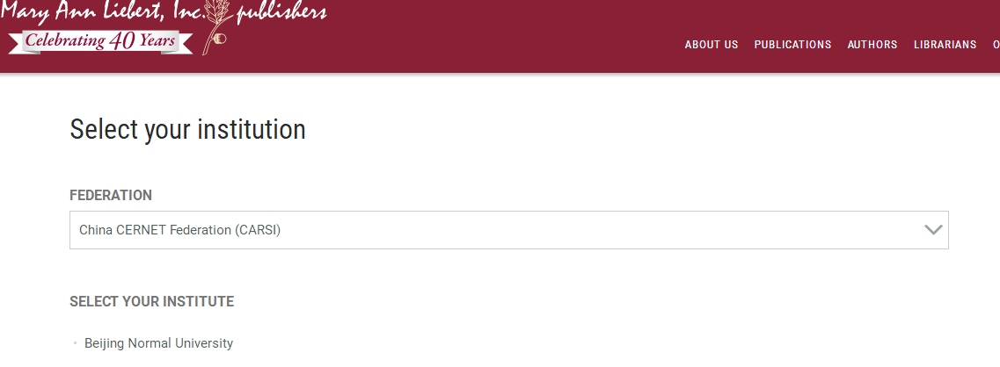 Mary Ann Liebert, Inc. publishers
Celebrating 40 Years
ABOUT US PUBLICATIONS AUTHORS LIBRARIANS
Select your institution
FEDERATION
China CERNET Federation (CARSI)
SELECT YOUR INSTITUTE
Beijing Normal University